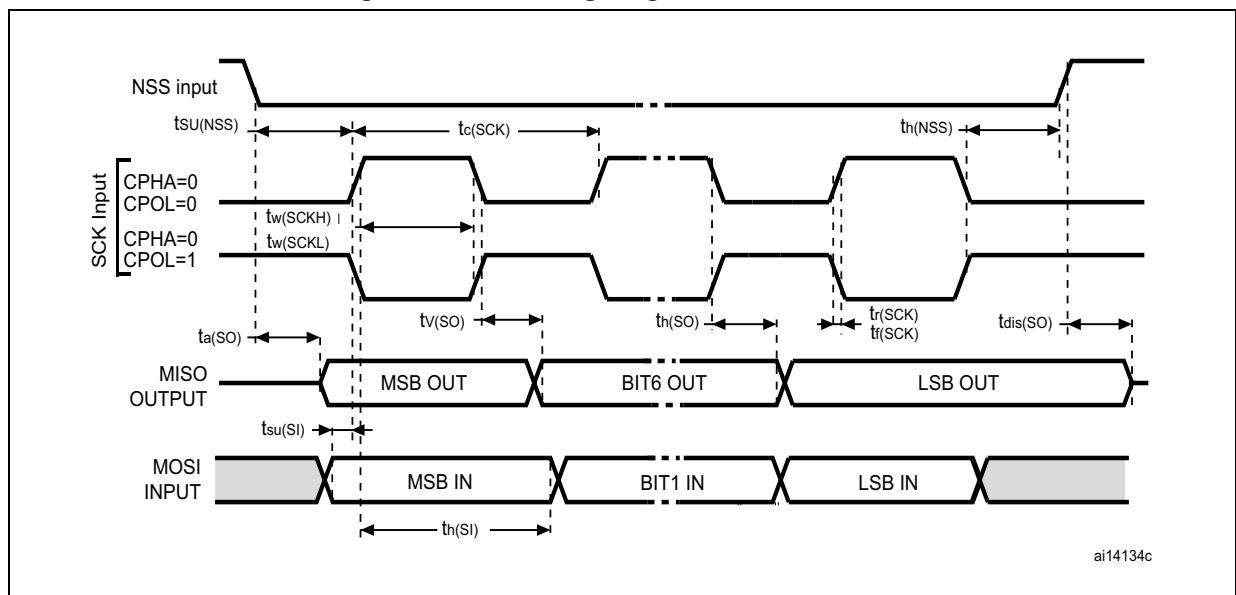 NSS input
tSU(NSS)
tc(SCK)
th(NSS)
SCK Input
CPHA=0
CPOL=0
tw(SCKH)
CPHA=0
CPOL=1
tw(SCKL)
ta(SO)
tV(SO)
th(SO)
tr(SCK)
tf(SCK)
tdis(SO)
MISO
OUTPUT
MSB OUT
BIT6 OUT
LSB OUT
tsu(SI)
MOSI
INPUT
MSB IN
BIT1 IN
LSB IN
th(SI)
ai14134c